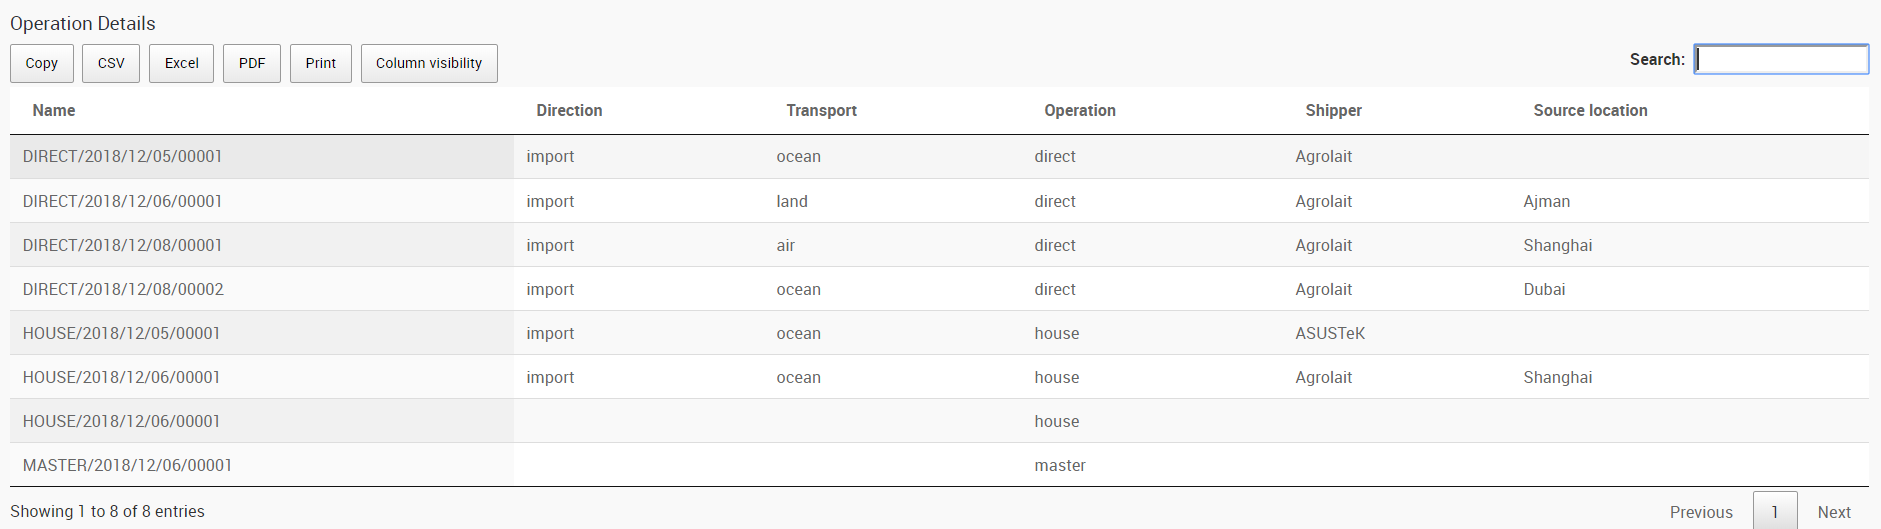 Operation Details
Copy CSV Excel PDF Print Column visibility Search:
Name Direction Transport Operation Shipper Source location
DIRECT/2018/12/05/00001 import ocean direct Agrolait
DIRECT/2018/12/06/00001 import land direct Agrolait Ajman
DIRECT/2018/12/08/00001 import air direct Agrolait Shanghai
DIRECT/2018/12/08/00002 import ocean direct Agrolait Dubai
HOUSE/2018/12/05/00001 import ocean house ASUSTeK
HOUSE/2018/12/06/00001 import ocean house Agrolait Shanghai
HOUSE/2018/12/06/00001 house
MASTER/2018/12/06/00001 master
Showing 1 to 8 of 8 entries Previous 1 Next